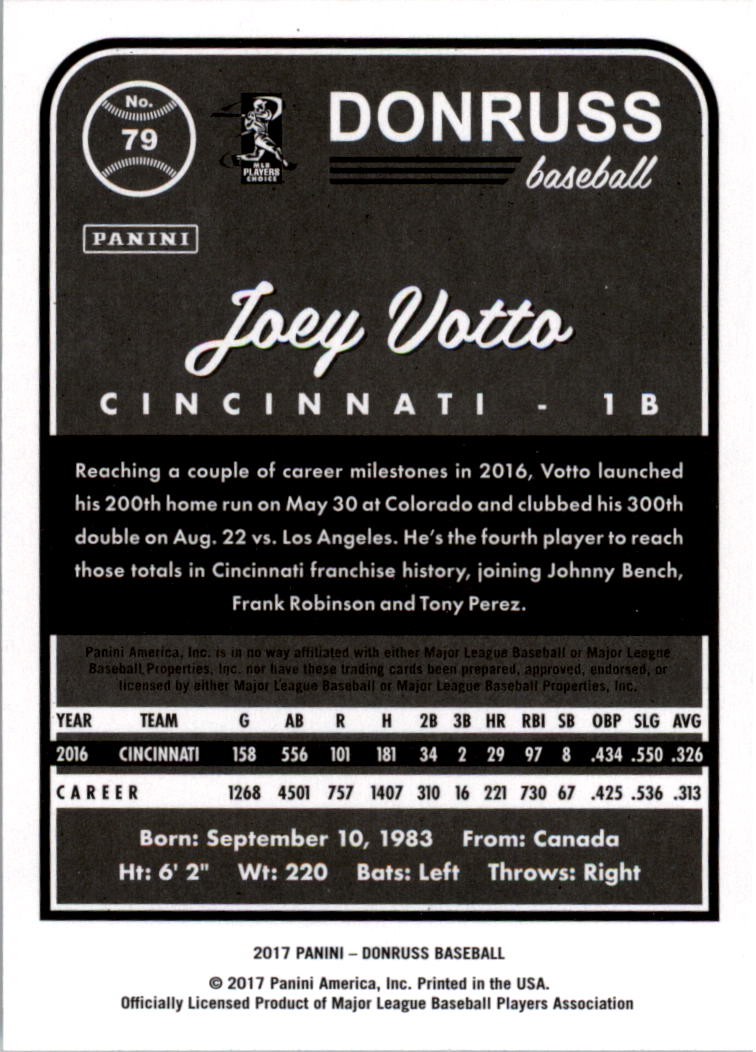 No.
79
MLB
PLAYERS
CHOICE
DONRUSS
baseball
PANINI
Joey Votto
CINCINNATI - 1B
Reaching a couple of career milestones in 2016, Votto launched
his 200th home run on May 30 at Colorado and clubbed his 300th
double on Aug. 22 vs. Los Angeles. He's the fourth player to reach
those totals in Cincinnati franchise history, joining Johnny Bench,
Frank Robinson and Tony Perez.
Panini America, Inc. is in no way affiliated with either Major League Baseball or Major League
Baseball Properties, Inc. nor have these trading cards been prepared, approved, endorsed, or
licensed by either Major League Baseball or Major League Baseball Properties, Inc.
YEAR TEAM G AB R H 2B 3B HR RBI SB OBP SLG AVG
2016 CINCINNATI 158 556 101 181 34 2 29 97 8 .434 .550 .326
CAREER 1268 4501 757 1407 310 16 221 730 67 .425 .536 .313
Born: September 10, 1983 From: Canada
Ht: 6' 2" Wt: 220 Bats: Left Throws: Right
2017 PANINI – DONRUSS BASEBALL
© 2017 Panini America, Inc. Printed in the USA.
Officially Licensed Product of Major League Baseball Players Association